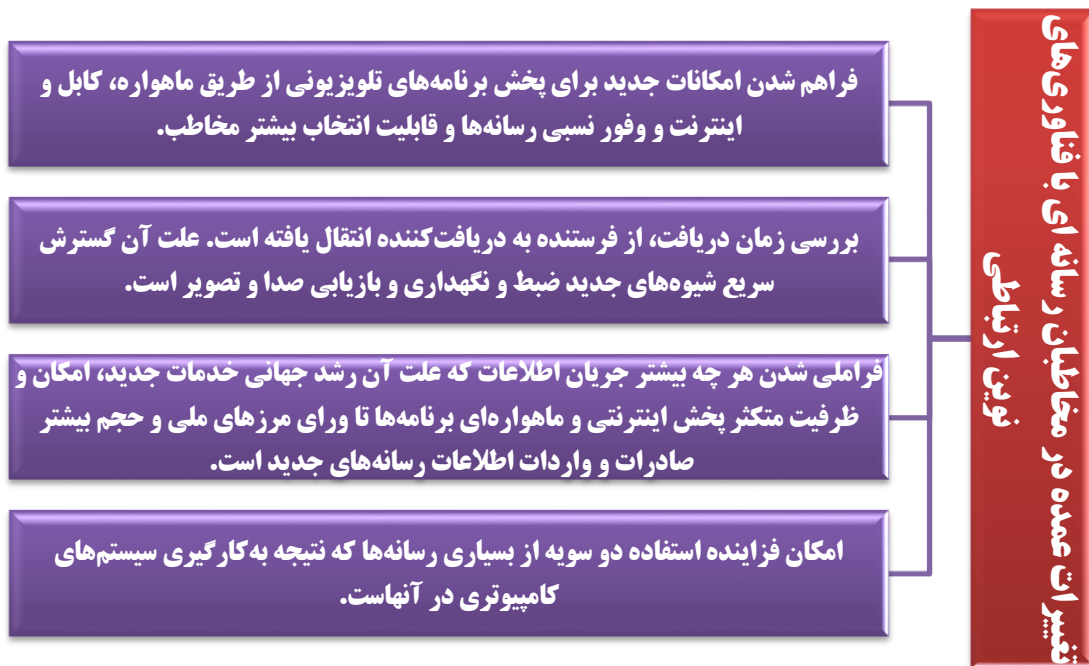 تغییرات عمده در مخاطبان رسانه ای با فناوری‌های
نوین ارتباطی
فراهم شدن امکانات جدید برای پخش برنامه‌های تلویزیونی از طریق ماهواره، کابل و
اینترنت و وفور نسبی رسانه‌ها و قابلیت انتخاب بیشتر مخاطب.
بررسی زمان دریافت، از فرستنده به دریافت‌کننده انتقال یافته است. علت آن گسترش
سریع شیوه‌های جدید ضبط و نگهداری و بازیابی صدا و تصویر است.
فراملی شدن هر چه بیشتر جریان اطلاعات که علت آن رشد جهانی خدمات جدید، امکان و
ظرفیت متکثر پخش اینترنتی و ماهواره‌ای برنامه‌ها تا ورای مرزهای ملی و حجم بیشتر
صادرات و واردات اطلاعات رسانه‌های جدید است.
امکان فزاینده استفاده دو سویه از بسیاری رسانه‌ها که نتیجه به‌کارگیری سیستم‌های
کامپیوتری در آنهاست.